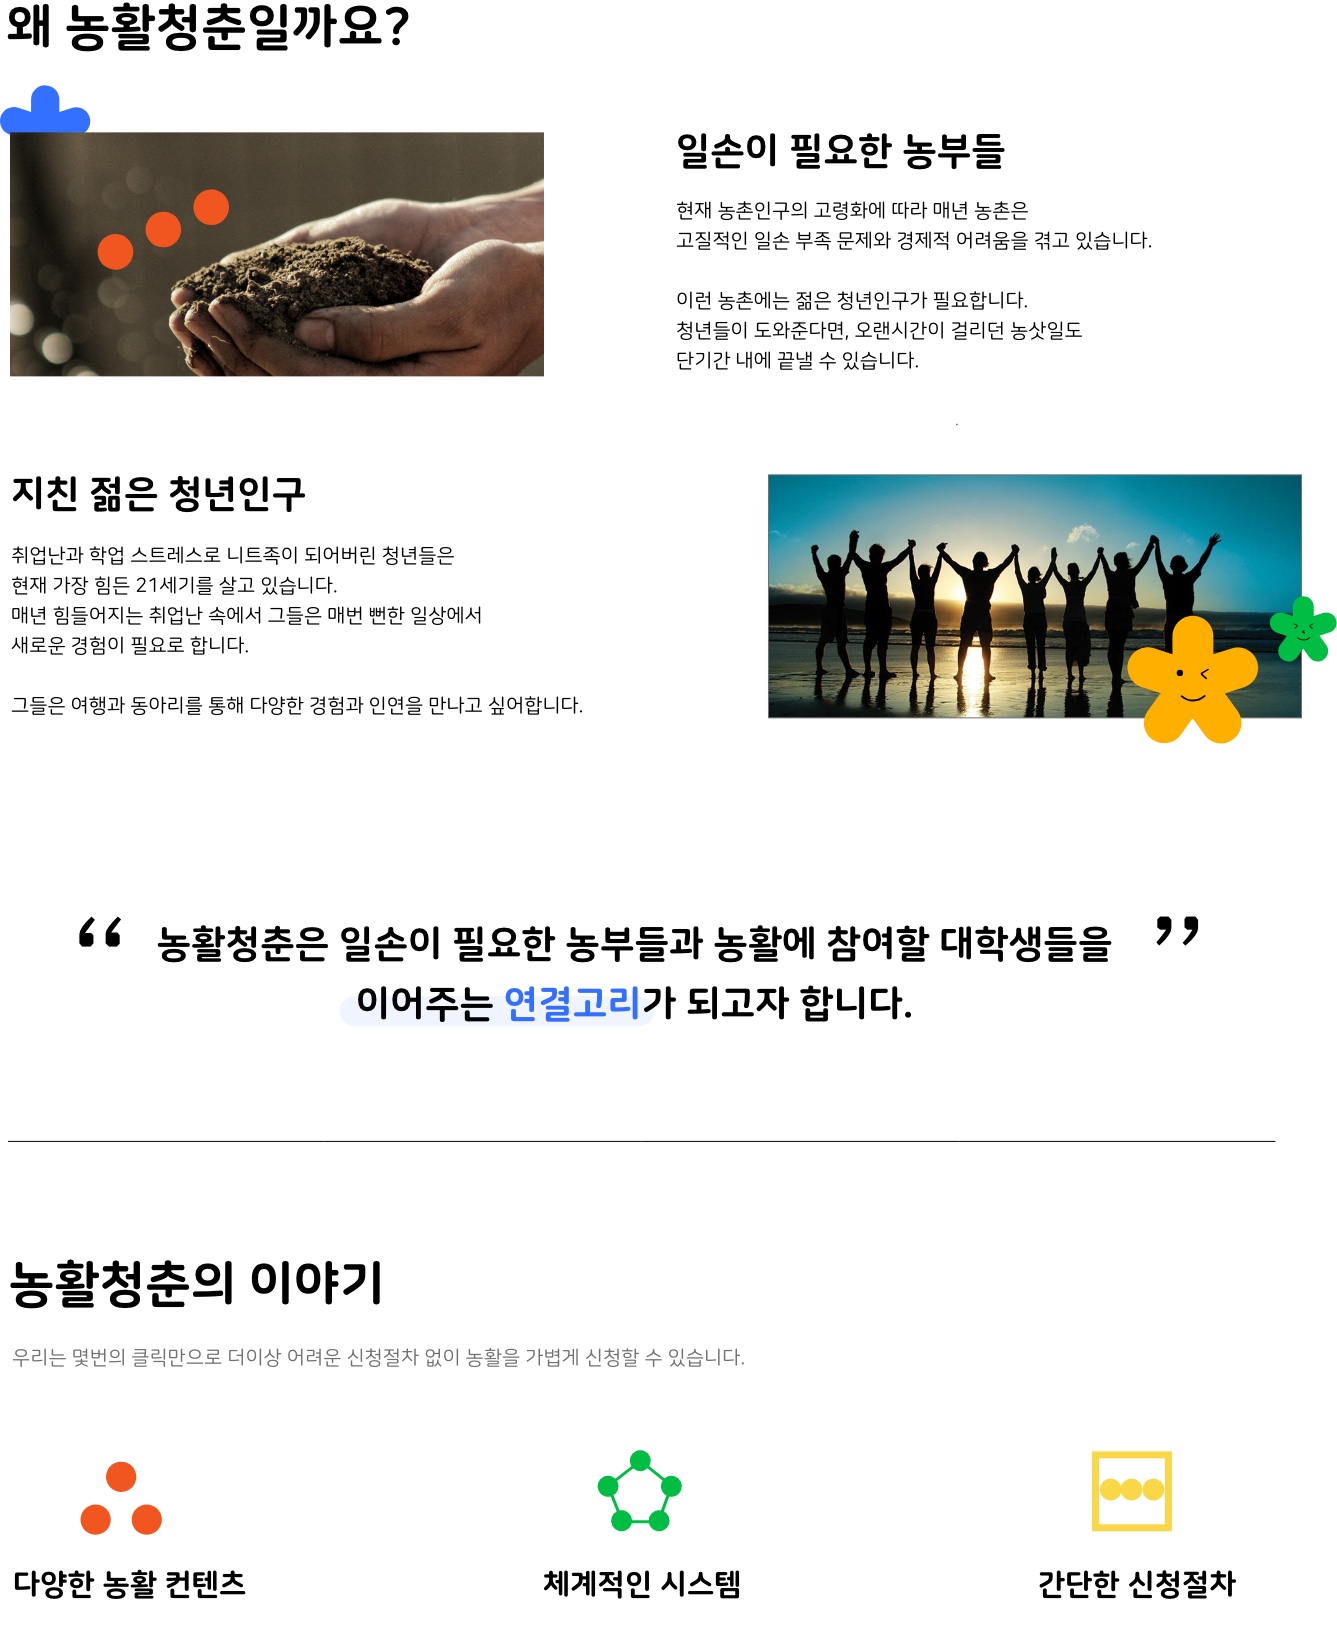 왜 농활청춘일까요?
일손이 필요한 농부들
현재 농촌인구의 고령화에 따라 매년 농촌은
고질적인 일손 부족 문제와 경제적 어려움을 겪고 있습니다.
이런 농촌에는 젊은 청년인구가 필요합니다.
청년들이 도와준다면, 오랜시간이 걸리던 농삿일도
단기간 내에 끝낼 수 있습니다.
.
지친 젊은 청년인구
취업난과 학업 스트레스로 니트족이 되어버린 청년들은
현재 가장 힘든 21세기를 살고 있습니다.
매년 힘들어지는 취업난 속에서 그들은 매번 뻔한 일상에서
새로운 경험이 필요로 합니다.
그들은 여행과 동아리를 통해 다양한 경험과 인연을 만나고 싶어합니다.
“ 농활청춘은 일손이 필요한 농부들과 농활에 참여할 대학생들을 ”
이어주는 연결고리가 되고자 합니다.
농활청춘의 이야기
우리는 몇번의 클릭만으로 더이상 어려운 신청절차 없이 농활을 가볍게 신청할 수 있습니다.
다양한 농활 컨텐츠
체계적인 시스템
간단한 신청절차